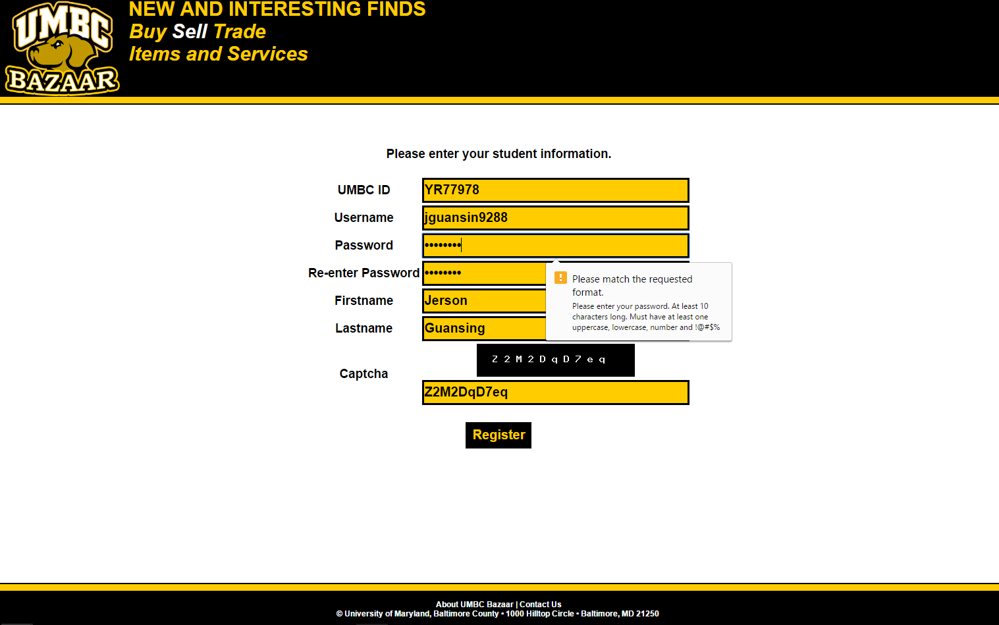 UMBC
BAZAAR
NEW AND INTERESTING FINDS
Buy Sell Trade
Items and Services
Please enter your student information.
UMBC ID YR77978
Username jguansin9288
Password ••••••••
Re-enter Password ••••••••
Firstname Jerson
Lastname Guansing
Please match the requested
format.
Please enter your password. At least 10
characters long. Must have at least one
uppercase, lowercase, number and !@#$%
Z2M2DqD7eq
Captcha
Z2M2DqD7eq
Register
About UMBC Bazaar | Contact Us
© University of Maryland, Baltimore County • 1000 Hilltop Circle • Baltimore, MD 21250